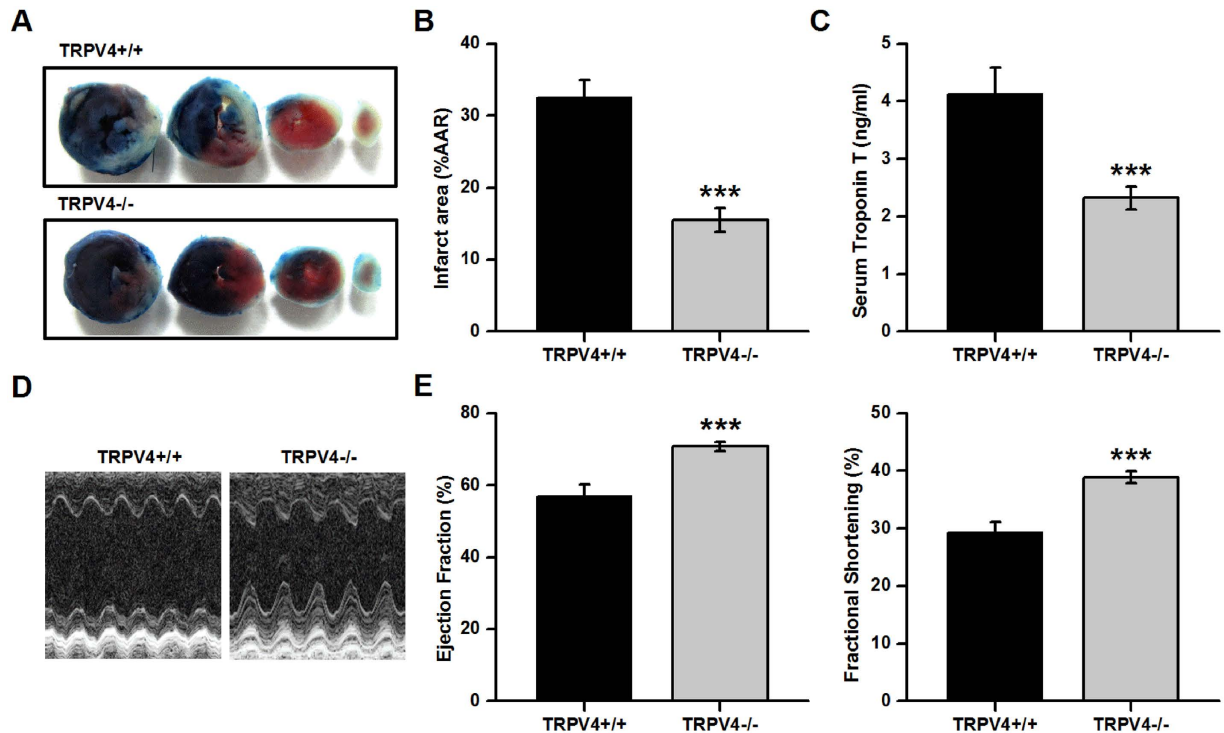 A
TRPV4+/+
TRPV4-/-
B
Infarct area (%AAR)
40
30
20
10
0
***
TRPV4+/+ TRPV4-/-
C
Serum Troponin T (ng/ml)
5
4
3
2
1
0
***
TRPV4+/+ TRPV4-/-
D
TRPV4+/+ TRPV4-/-
E
Ejection Fraction (%)
80
60
40
20
0
***
TRPV4+/+ TRPV4-/-
Fractional Shortening (%)
50
40
30
20
10
0
***
TRPV4+/+ TRPV4-/-